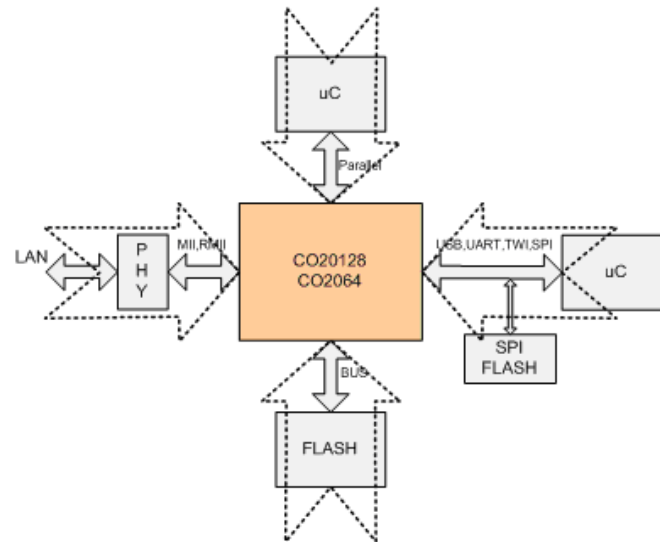 uC
Parallel
LAN
P
H
Y
MII,RMII
CO20128
CO2064
USB,UART,TWI,SPI
uC
SPI
FLASH
BUS
FLASH